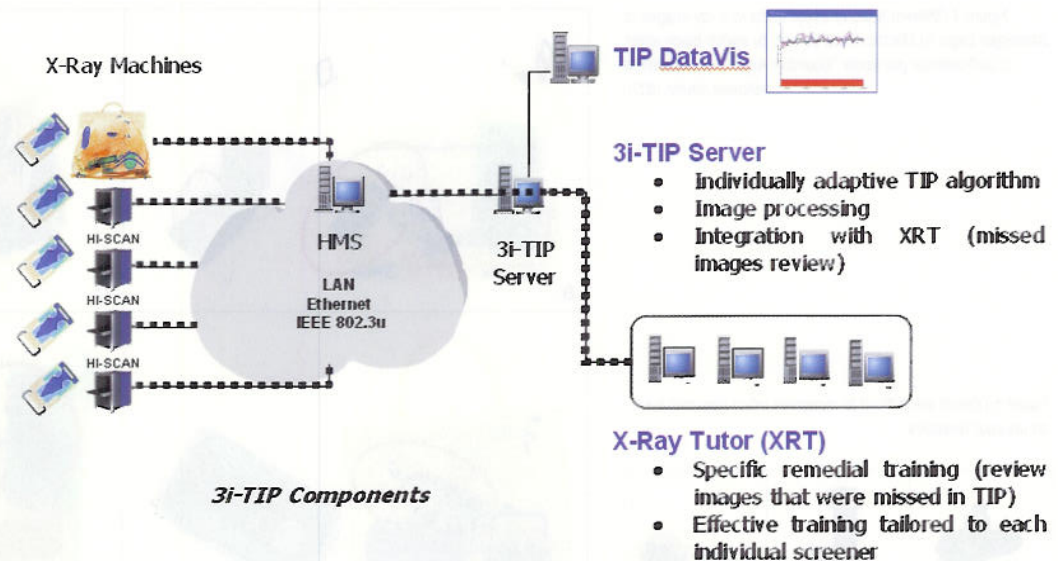 X-Ray Machines
HI-SCAN
HI-SCAN
HI-SCAN
HMS
LAN
Ethernet
IEEE 802.3u
3i-TIP
Server
TIP DataVis
3i-TIP Server
• Individually adaptive TIP algorithm
• Image processing
• Integration with XRT (missed
images review)
X-Ray Tutor (XRT)
• Specific remedial training (review
images that were missed in TIP)
• Effective training tailored to each
individual screener
3i-TIP Components